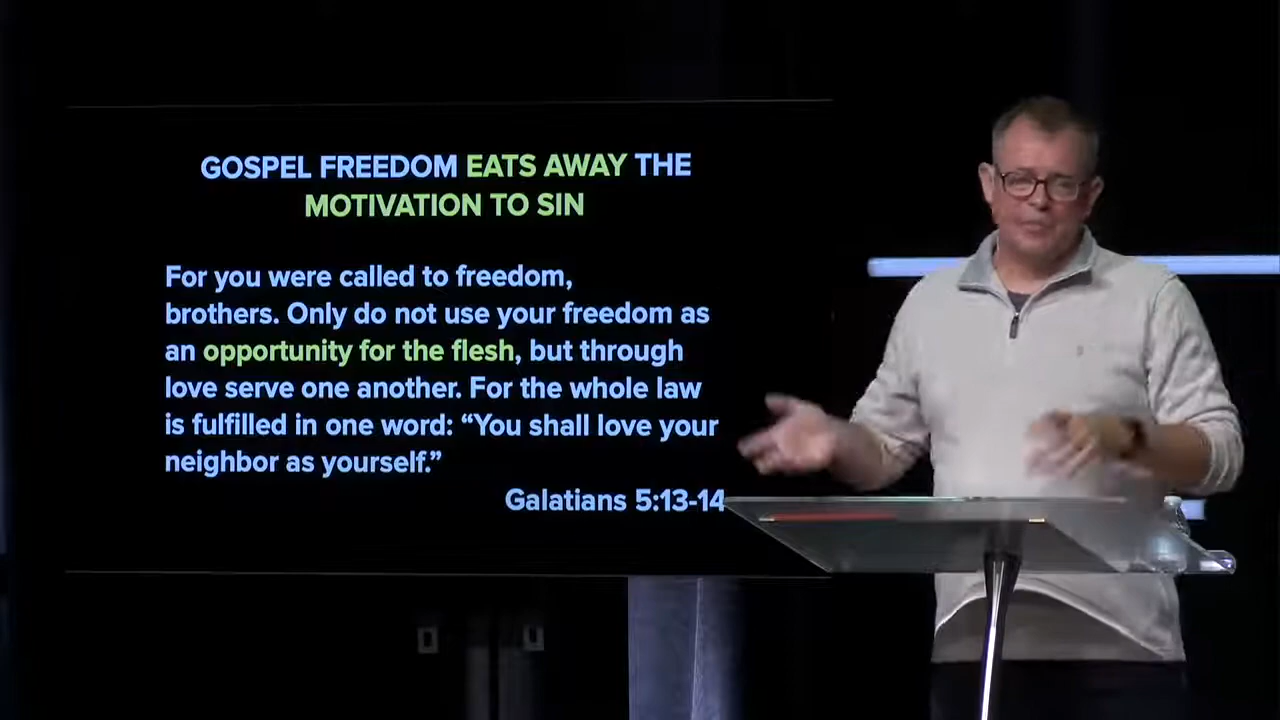 GOSPEL FREEDOM EATS AWAY THE
MOTIVATION TO SIN
For you were called to freedom,
brothers. Only do not use your freedom as
an opportunity for the flesh, but through
love serve one another. For the whole law
is fulfilled in one word: “You shall love your
neighbor as yourself.”
Galatians 5:13-14